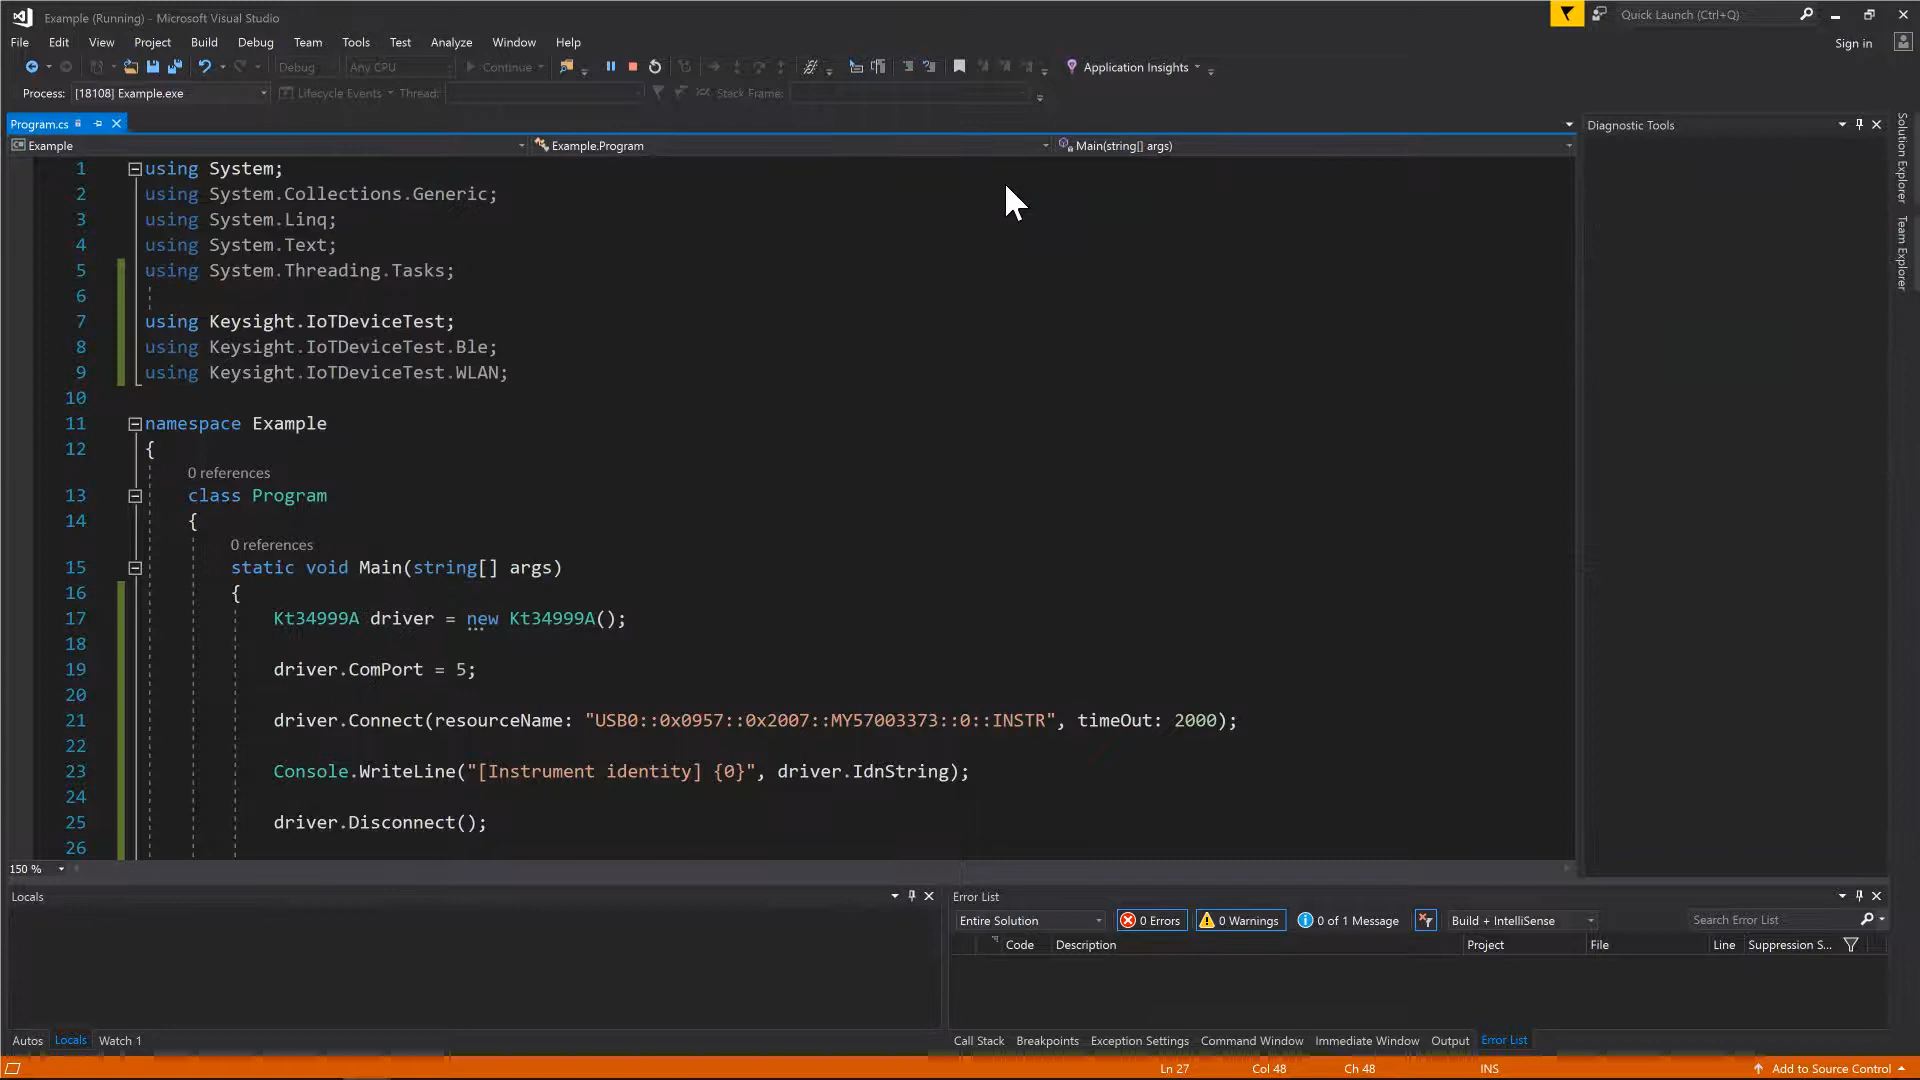 Example (Running) - Microsoft Visual Studio
Quick Launch (Ctrl+Q)
File Edit View Project Build Debug Team Tools Test Analyze Window Help
Sign in
Debug Any CPU Continue Application Insights
Process: [18108] Example.exe Lifecycle Events Thread: Stack Frame:
Program.cs
Diagnostic Tools
Example Example.Program Main(string[] args)
Solution Explorer
Team Explorer
1 using System;
2 using System.Collections.Generic;
3 using System.Linq;
4 using System.Text;
5 using System.Threading.Tasks;
6
7 using Keysight.IoTDeviceTest;
8 using Keysight.IoTDeviceTest.Ble;
9 using Keysight.IoTDeviceTest.WLAN;
10
11 namespace Example
12 {
0 references
13 class Program
14 {
0 references
15 static void Main(string[] args)
16 {
17 Kt34999A driver = new Kt34999A();
18
19 driver.ComPort = 5;
20
21 driver.Connect(resourceName: "USB0::0x0957::0x2007::MY57003373::0::INSTR", timeOut: 2000);
22
23 Console.WriteLine("[Instrument identity] {0}", driver.IdnString);
24
25 driver.Disconnect();
26
150 %
Locals
Error List
Entire Solution 0 Errors 0 Warnings 0 of 1 Message Build + IntelliSense Search Error List
Code Description Project File Line Suppression S...
Autos Locals Watch 1
Call Stack Breakpoints Exception Settings Command Window Immediate Window Output Error List
Ln 27 Col 48 Ch 48 INS Add to Source Control